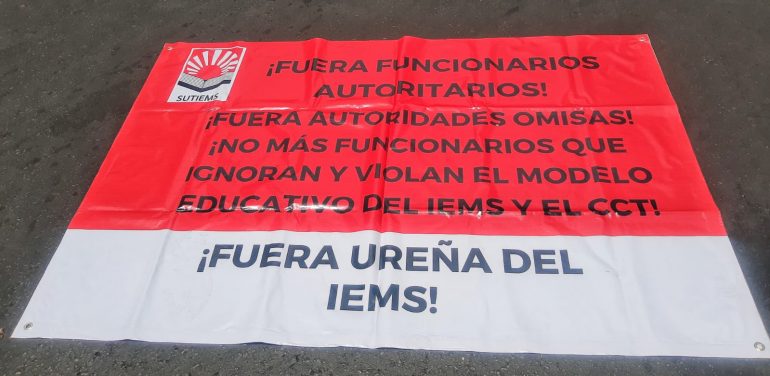 SUTIEMS
¡FUERA FUNCIONARIOS
AUTORITARIOS!
¡FUERA AUTORIDADES OMISAS!
¡NO MÁS FUNCIONARIOS QUE
IGNORAN Y VIOLAN EL MODELO
EDUCATIVO DEL IEMS Y EL CCT!
¡FUERA UREÑA DEL
IEMS!